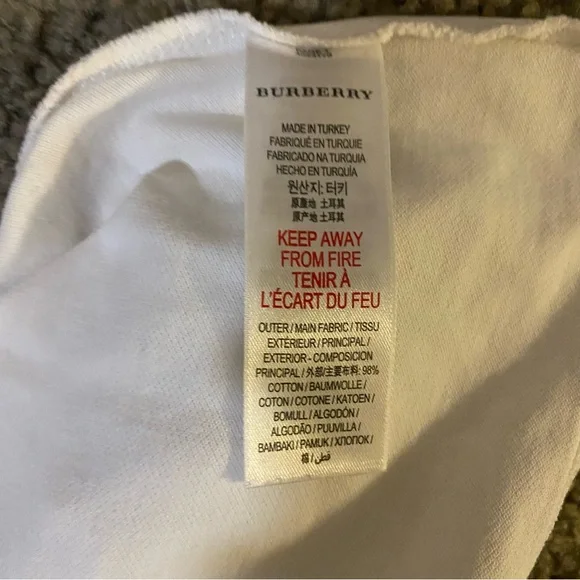 BURBERRY
MADE IN TURKEY
FABRIQUÉ EN TURQUIE
FABRICADO NA TURQUIA
HECHO EN TURQUÍA
원산지: 터키
原產地 土耳其
原产地 土耳其
KEEP AWAY
FROM FIRE
TENIR À
L'ÉCART DU FEU
OUTER / MAIN FABRIC / TISSU
EXTÉRIEUR / PRINCIPAL /
EXTERIOR - COMPOSICION
PRINCIPAL / 外部/主要布料: 98%
COTTON / BAUMWOLLE /
COTON / COTONE / KATOEN /
BOMULL / ALGODÓN /
ALGODÃO / PUUVILLA /
BAMBAKI / PAMUK / ХЛОПОК /
棉 / قطن /